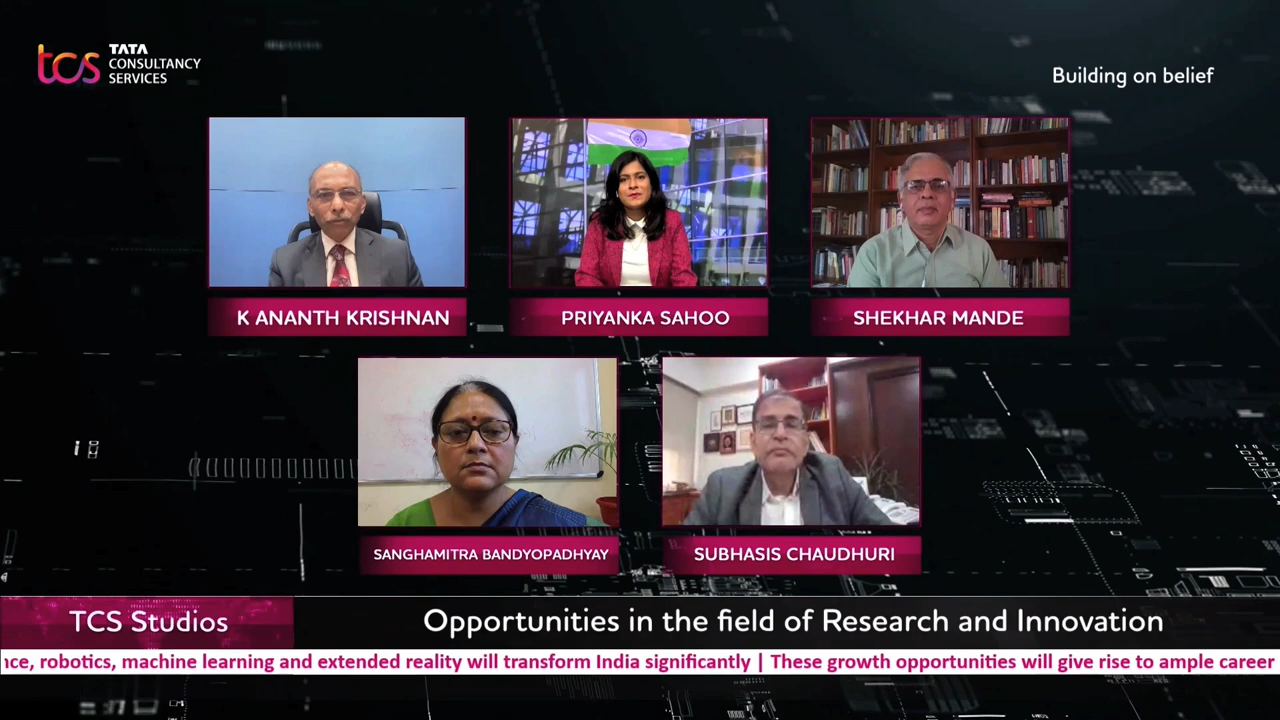 tcs TATA
CONSULTANCY
SERVICES
Building on belief
K ANANTH KRISHNAN
PRIYANKA SAHOO
SHEKHAR MANDE
SANGHAMITRA BANDYOPADHYAY
SUBHASIS CHAUDHURI
TCS Studios
Opportunities in the field of Research and Innovation
robotics, machine learning and extended reality will transform India significantly | These growth opportunities will give rise to ample career